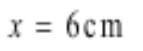 x = 6cm